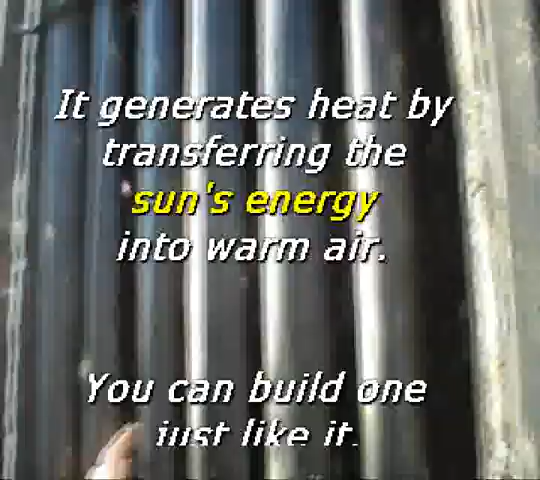 It generates heat by
transferring the
sun's energy
into warm air.
You can build one
just like it.